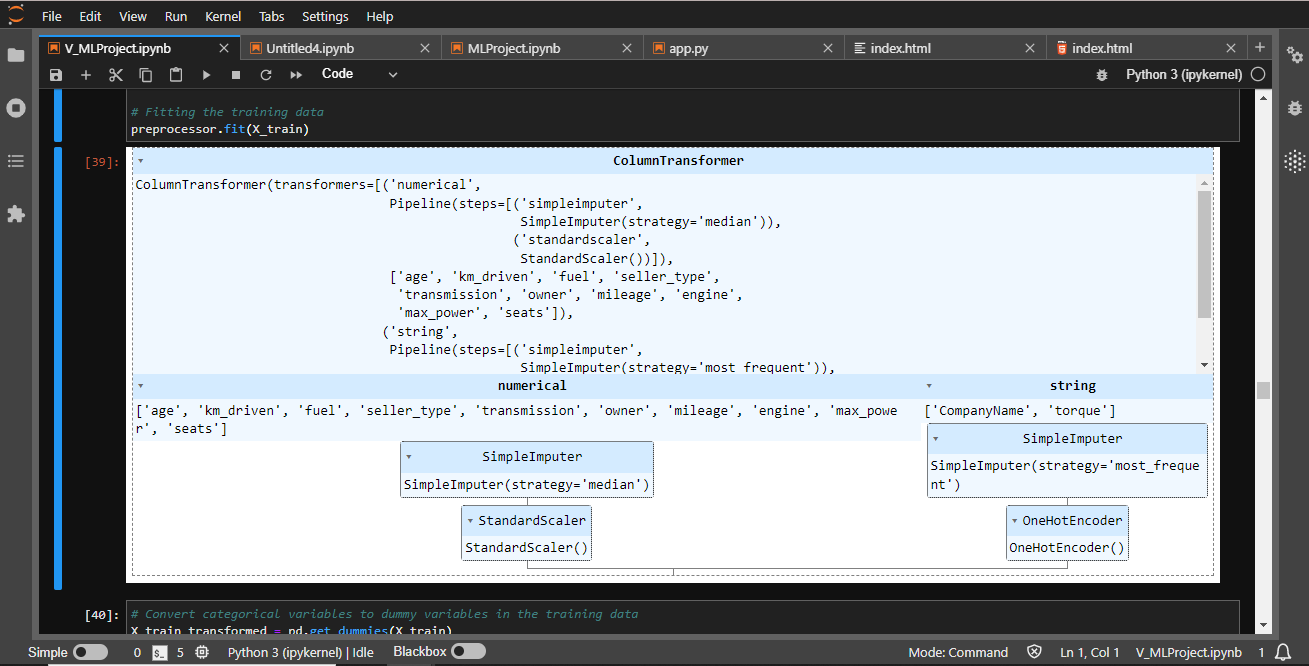 File Edit View Run Kernel Tabs Settings Help
V_MLProject.ipynb Untitled4.ipynb MLProject.ipynb app.py index.html index.html
Code Python 3 (ipykernel)
# Fitting the training data
preprocessor.fit(X_train)
[39]: ColumnTransformer
ColumnTransformer(transformers=[('numerical',
Pipeline(steps=[('simpleimputer',
SimpleImputer(strategy='median')),
('standardscaler',
StandardScaler())]),
['age', 'km_driven', 'fuel', 'seller_type',
'transmission', 'owner', 'mileage', 'engine',
'max_power', 'seats']),
('string',
Pipeline(steps=[('simpleimputer',
SimpleImputer(strategy='most_frequent')),
numerical string
['age', 'km_driven', 'fuel', 'seller_type', 'transmission', 'owner', 'mileage', 'engine', 'max_powe ['CompanyName', 'torque']
r', 'seats']
SimpleImputer SimpleImputer
SimpleImputer(strategy='median') SimpleImputer(strategy='most_freque
nt')
StandardScaler OneHotEncoder
StandardScaler() OneHotEncoder()
[40]: # Convert categorical variables to dummy variables in the training data
X_train_transformed = pd.get_dummies(X_train)
Simple 0 $_ 5 Python 3 (ipykernel) | Idle Blackbox Mode: Command Ln 1, Col 1 V_MLProject.ipynb 1